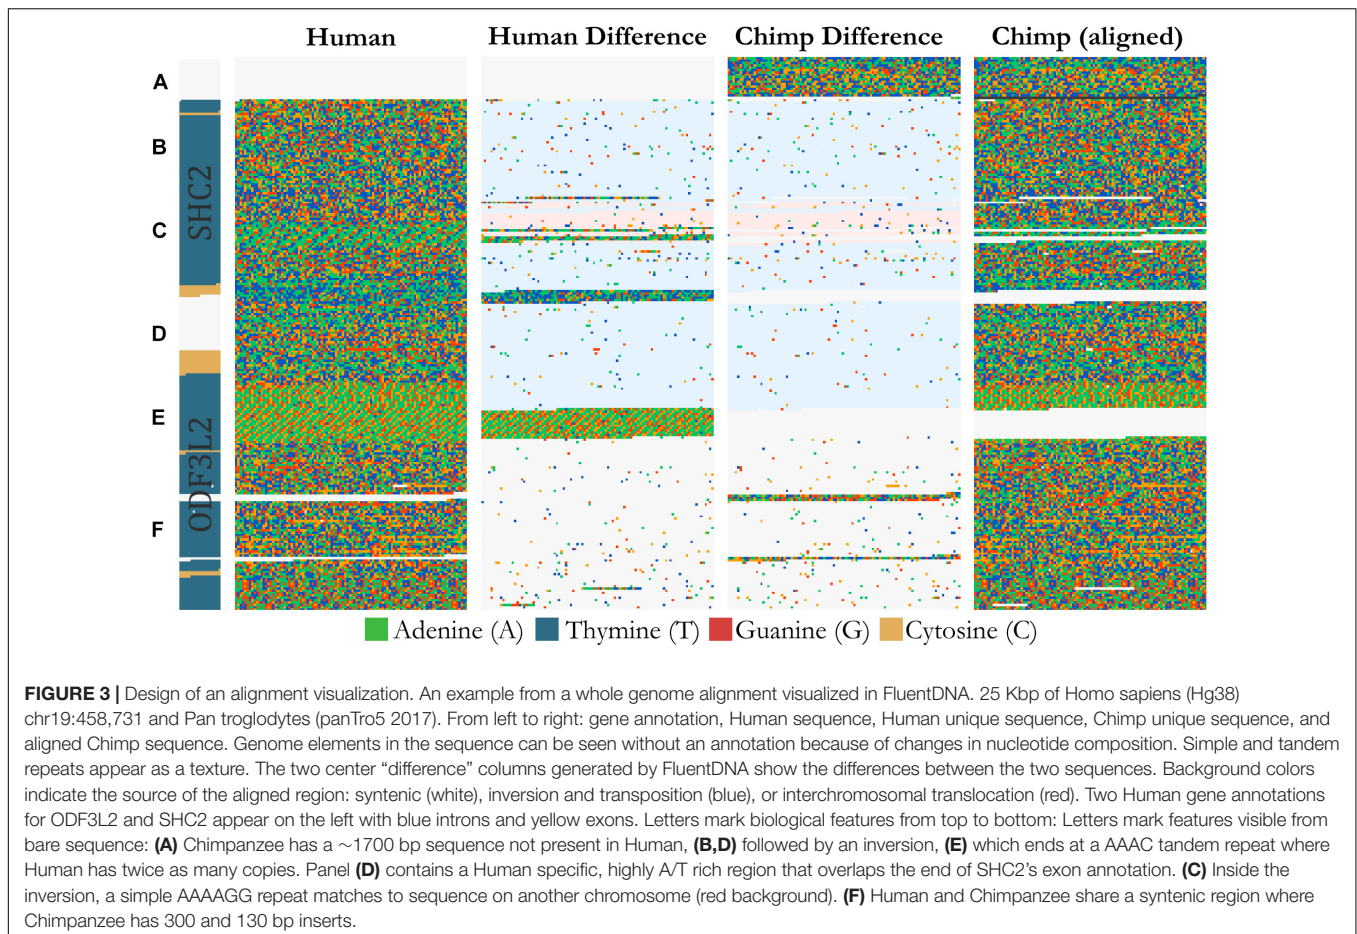 Human
Human Difference
Chimp Difference
Chimp (aligned)
A
B
SHC2
C
D
E
ODF3L2
F
Adenine (A) Thymine (T) Guanine (G) Cytosine (C)
FIGURE 3 | Design of an alignment visualization. An example from a whole genome alignment visualized in FluentDNA. 25 Kbp of Homo sapiens (Hg38)
chr19:458,731 and Pan troglodytes (panTro5 2017). From left to right: gene annotation, Human sequence, Human unique sequence, Chimp unique sequence, and
aligned Chimp sequence. Genome elements in the sequence can be seen without an annotation because of changes in nucleotide composition. Simple and tandem
repeats appear as a texture. The two center “difference” columns generated by FluentDNA show the differences between the two sequences. Background colors
indicate the source of the aligned region: syntenic (white), inversion and transposition (blue), or interchromosomal translocation (red). Two Human gene annotations
for ODF3L2 and SHC2 appear on the left with blue introns and yellow exons. Letters mark biological features from top to bottom: Letters mark features visible from
bare sequence: (A) Chimpanzee has a ~1700 bp sequence not present in Human, (B,D) followed by an inversion, (E) which ends at a AAAC tandem repeat where
Human has twice as many copies. Panel (D) contains a Human specific, highly A/T rich region that overlaps the end of SHC2’s exon annotation. (C) Inside the
inversion, a simple AAAAGG repeat matches to sequence on another chromosome (red background). (F) Human and Chimpanzee share a syntenic region where
Chimpanzee has 300 and 130 bp inserts.